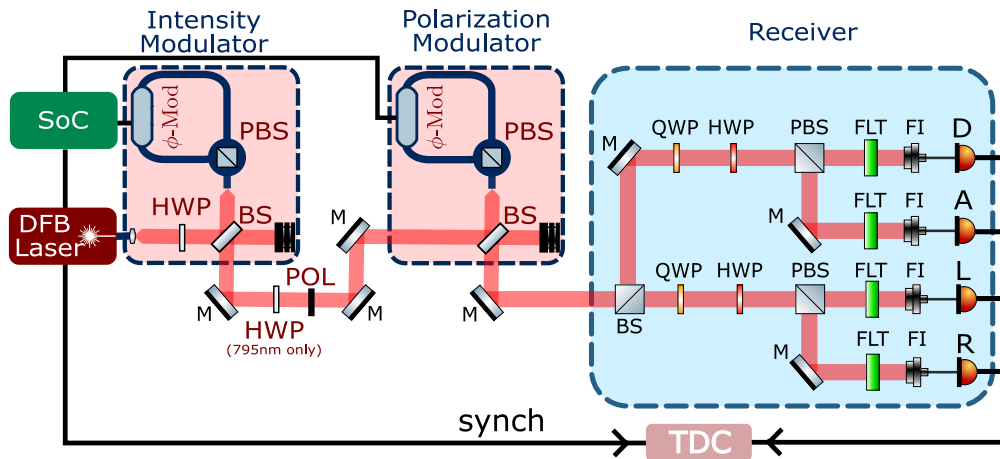 Intensity
Modulator
Polarization
Modulator
Receiver
SoC
ϕ-Mod
PBS
ϕ-Mod
PBS
M
QWP
HWP
PBS
FLT
FI
D
DFB
Laser
HWP
BS
M
BS
M
FLT
FI
A
M
POL
M
HWP
(795nm only)
M
BS
QWP
HWP
PBS
FLT
FI
L
M
FLT
FI
R
synch
TDC